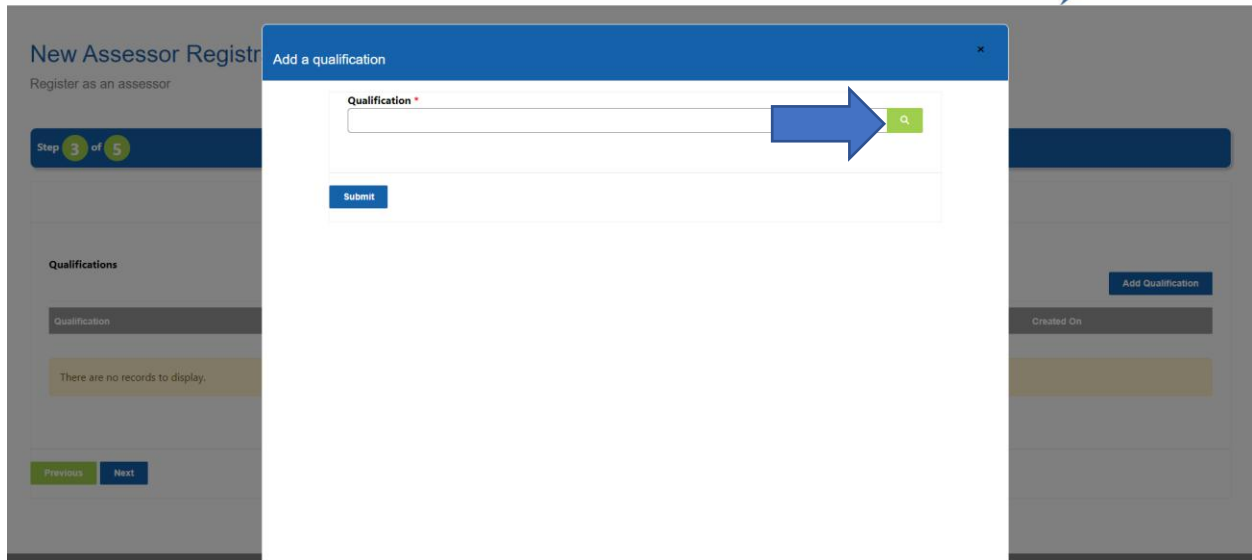 New Assessor Registr
Register as an assessor
Add a qualification
×
Qualification *
Submit
Step 3 of 5
Qualifications
Add Qualification
Qualification
Created On
There are no records to display.
Previous
Next